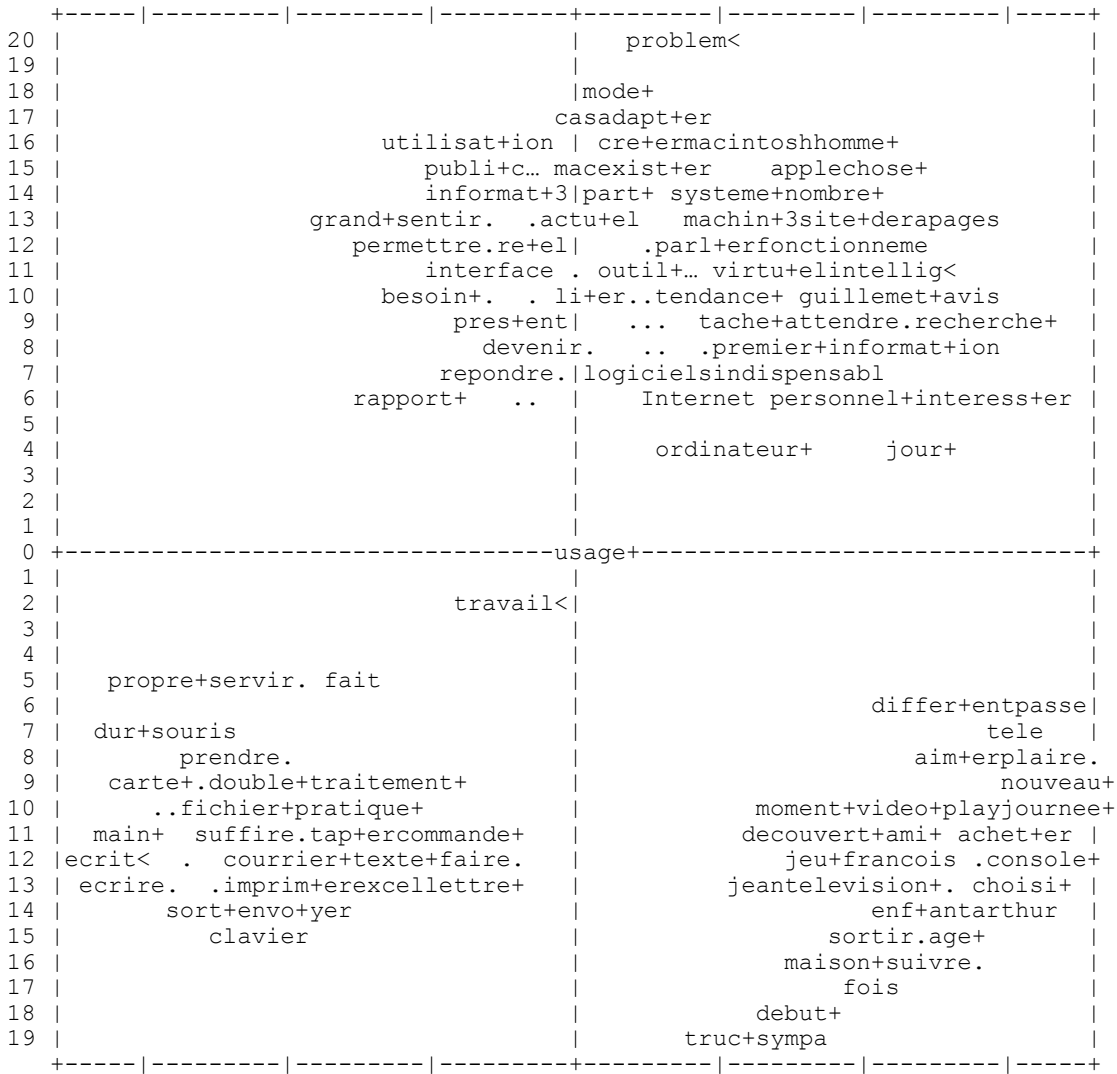 +-----|---------|---------|---------+---------|---------|---------|-----+
20 | | problem< |
19 | | |
18 | |mode+ |
17 | casadapt+er |
16 | utilisat+ion | cre+ermacintoshhomme+ |
15 | publi+c… macexist+er applechose+ |
14 | informat+3|part+ systeme+nombre+ |
13 | grand+sentir. .actu+el machin+3site+derapages |
12 | permettre.re+el| .parl+erfonctionneme |
11 | interface . outil+… virtu+elintellig< |
10 | besoin+. . li+er..tendance+ guillemet+avis |
9 | pres+ent| ... tache+attendre.recherche+ |
8 | devenir. .. .premier+informat+ion |
7 | repondre.|logicielsindispensabl |
6 | rapport+ .. | Internet personnel+interess+er |
5 | | |
4 | | ordinateur+ jour+ |
3 | | |
2 | | |
1 | | |
0 +----------------------------------usage+-------------------------------+
1 | | |
2 | travail<| |
3 | | |
4 | | |
5 | propre+servir. fait | |
6 | | differ+entpasse|
7 | dur+souris | tele |
8 | prendre. | aim+erplaire.
9 | carte+.double+traitement+ | nouveau+
10 | ..fichier+pratique+ | moment+video+playjournee+
11 | main+ suffire.tap+ercommande+ | decouvert+ami+ achet+er |
12 |ecrit< . courrier+texte+faire. | jeu+francois .console+
13 | ecrire. .imprim+erexcellettre+ | jeantelevision+. choisi+ |
14 | sort+envo+yer | enf+antarthur |
15 | clavier | sortir.age+ |
16 | | maison+suivre. |
17 | | fois |
18 | | debut+ |
19 | | truc+sympa |
+-----|---------|---------|---------+---------|---------|---------|-----+